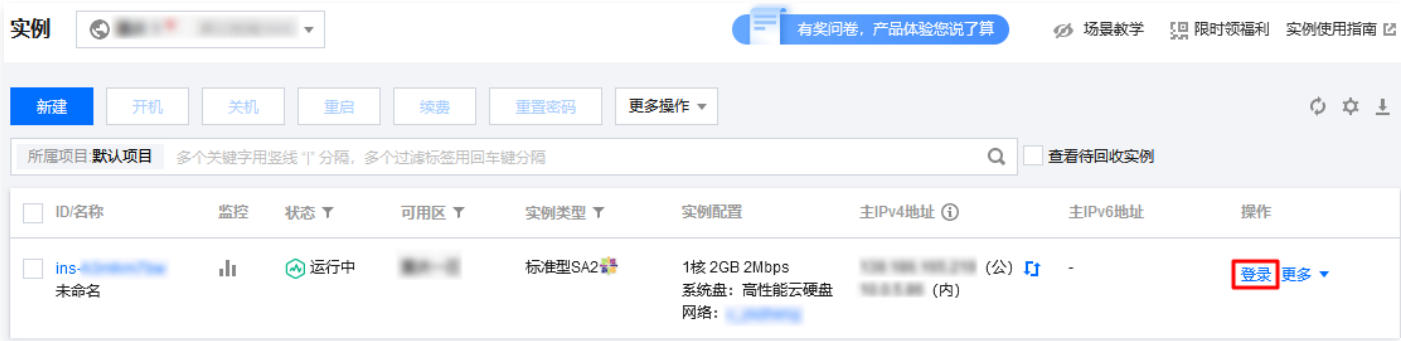 实例
有奖问卷，产品体验您说了算
场景教学 限时领福利 实例使用指南
新建 开机 关机 重启 续费 重置密码 更多操作
所属项目:默认项目 多个关键字用竖线 "|" 分隔，多个过滤标签用回车键分隔 查看待回收实例
ID/名称 监控 状态 可用区 实例类型 实例配置 主IPv4地址 主IPv6地址 操作
ins- 运行中 标准型SA2 1核 2GB 2Mbps (公) - 登录 更多
未命名 系统盘：高性能云硬盘 (内)
网络：